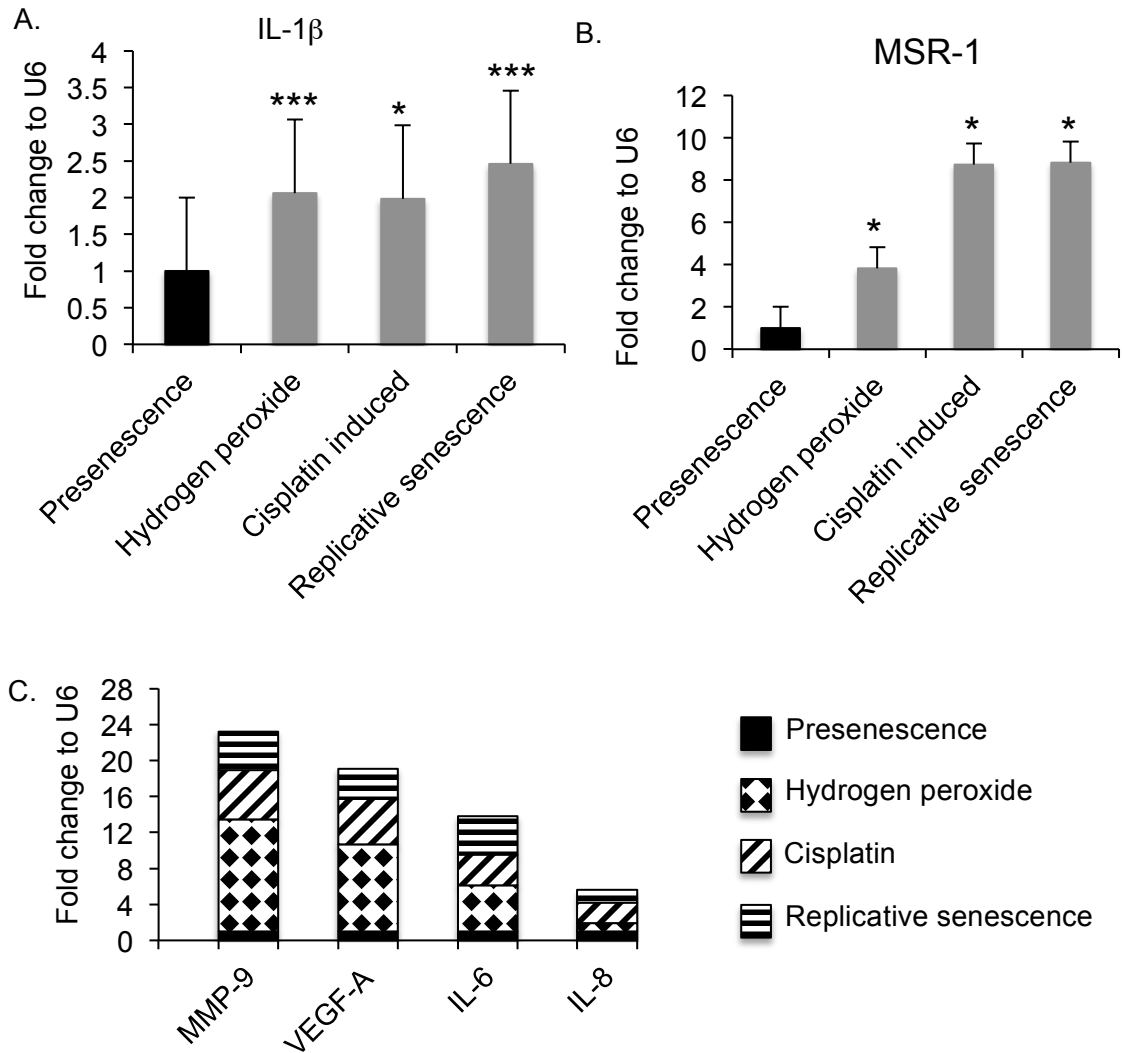 A.
IL-1β
Fold change to U6
4
3.5
3
2.5
2
1.5
1
0.5
0
***
*
***
Presenescence
Hydrogen peroxide
Cisplatin induced
Replicative senescence
B.
MSR-1
Fold change to U6
12
10
8
6
4
2
0
*
*
*
Presenescence
Hydrogen peroxide
Cisplatin induced
Replicative senescence
C.
Fold change to U6
28
24
20
16
12
8
4
0
MMP-9
VEGF-A
IL-6
IL-8
Presenescence
Hydrogen peroxide
Cisplatin
Replicative senescence